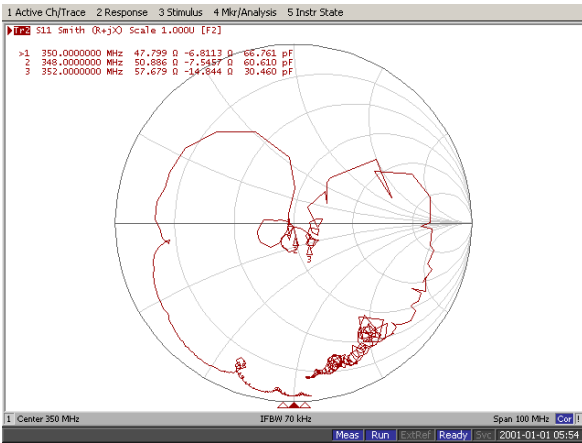 1 Active Ch/Trace 2 Response 3 Stimulus 4 Mkr/Analysis 5 Instr State
Tr2 S11 Smith (R+jX) Scale 1.000U [F2]
>1 350.0000000 MHz 47.799 Ω -6.8113 Ω 66.761 pF
2 348.0000000 MHz 50.886 Ω -7.5457 Ω 60.610 pF
3 352.0000000 MHz 57.679 Ω -14.844 Ω 30.460 pF
2
3
1 Center 350 MHz IFBW 70 kHz Span 100 MHz Cor !
Meas Run ExtRef Ready Svc 2001-01-01 05:54